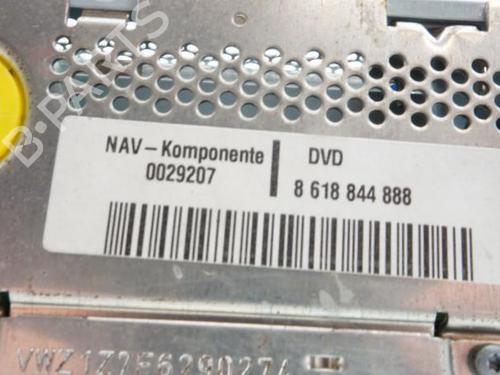 B-PARTS
NAV-Komponente DVD
0029207 8 618 844 888